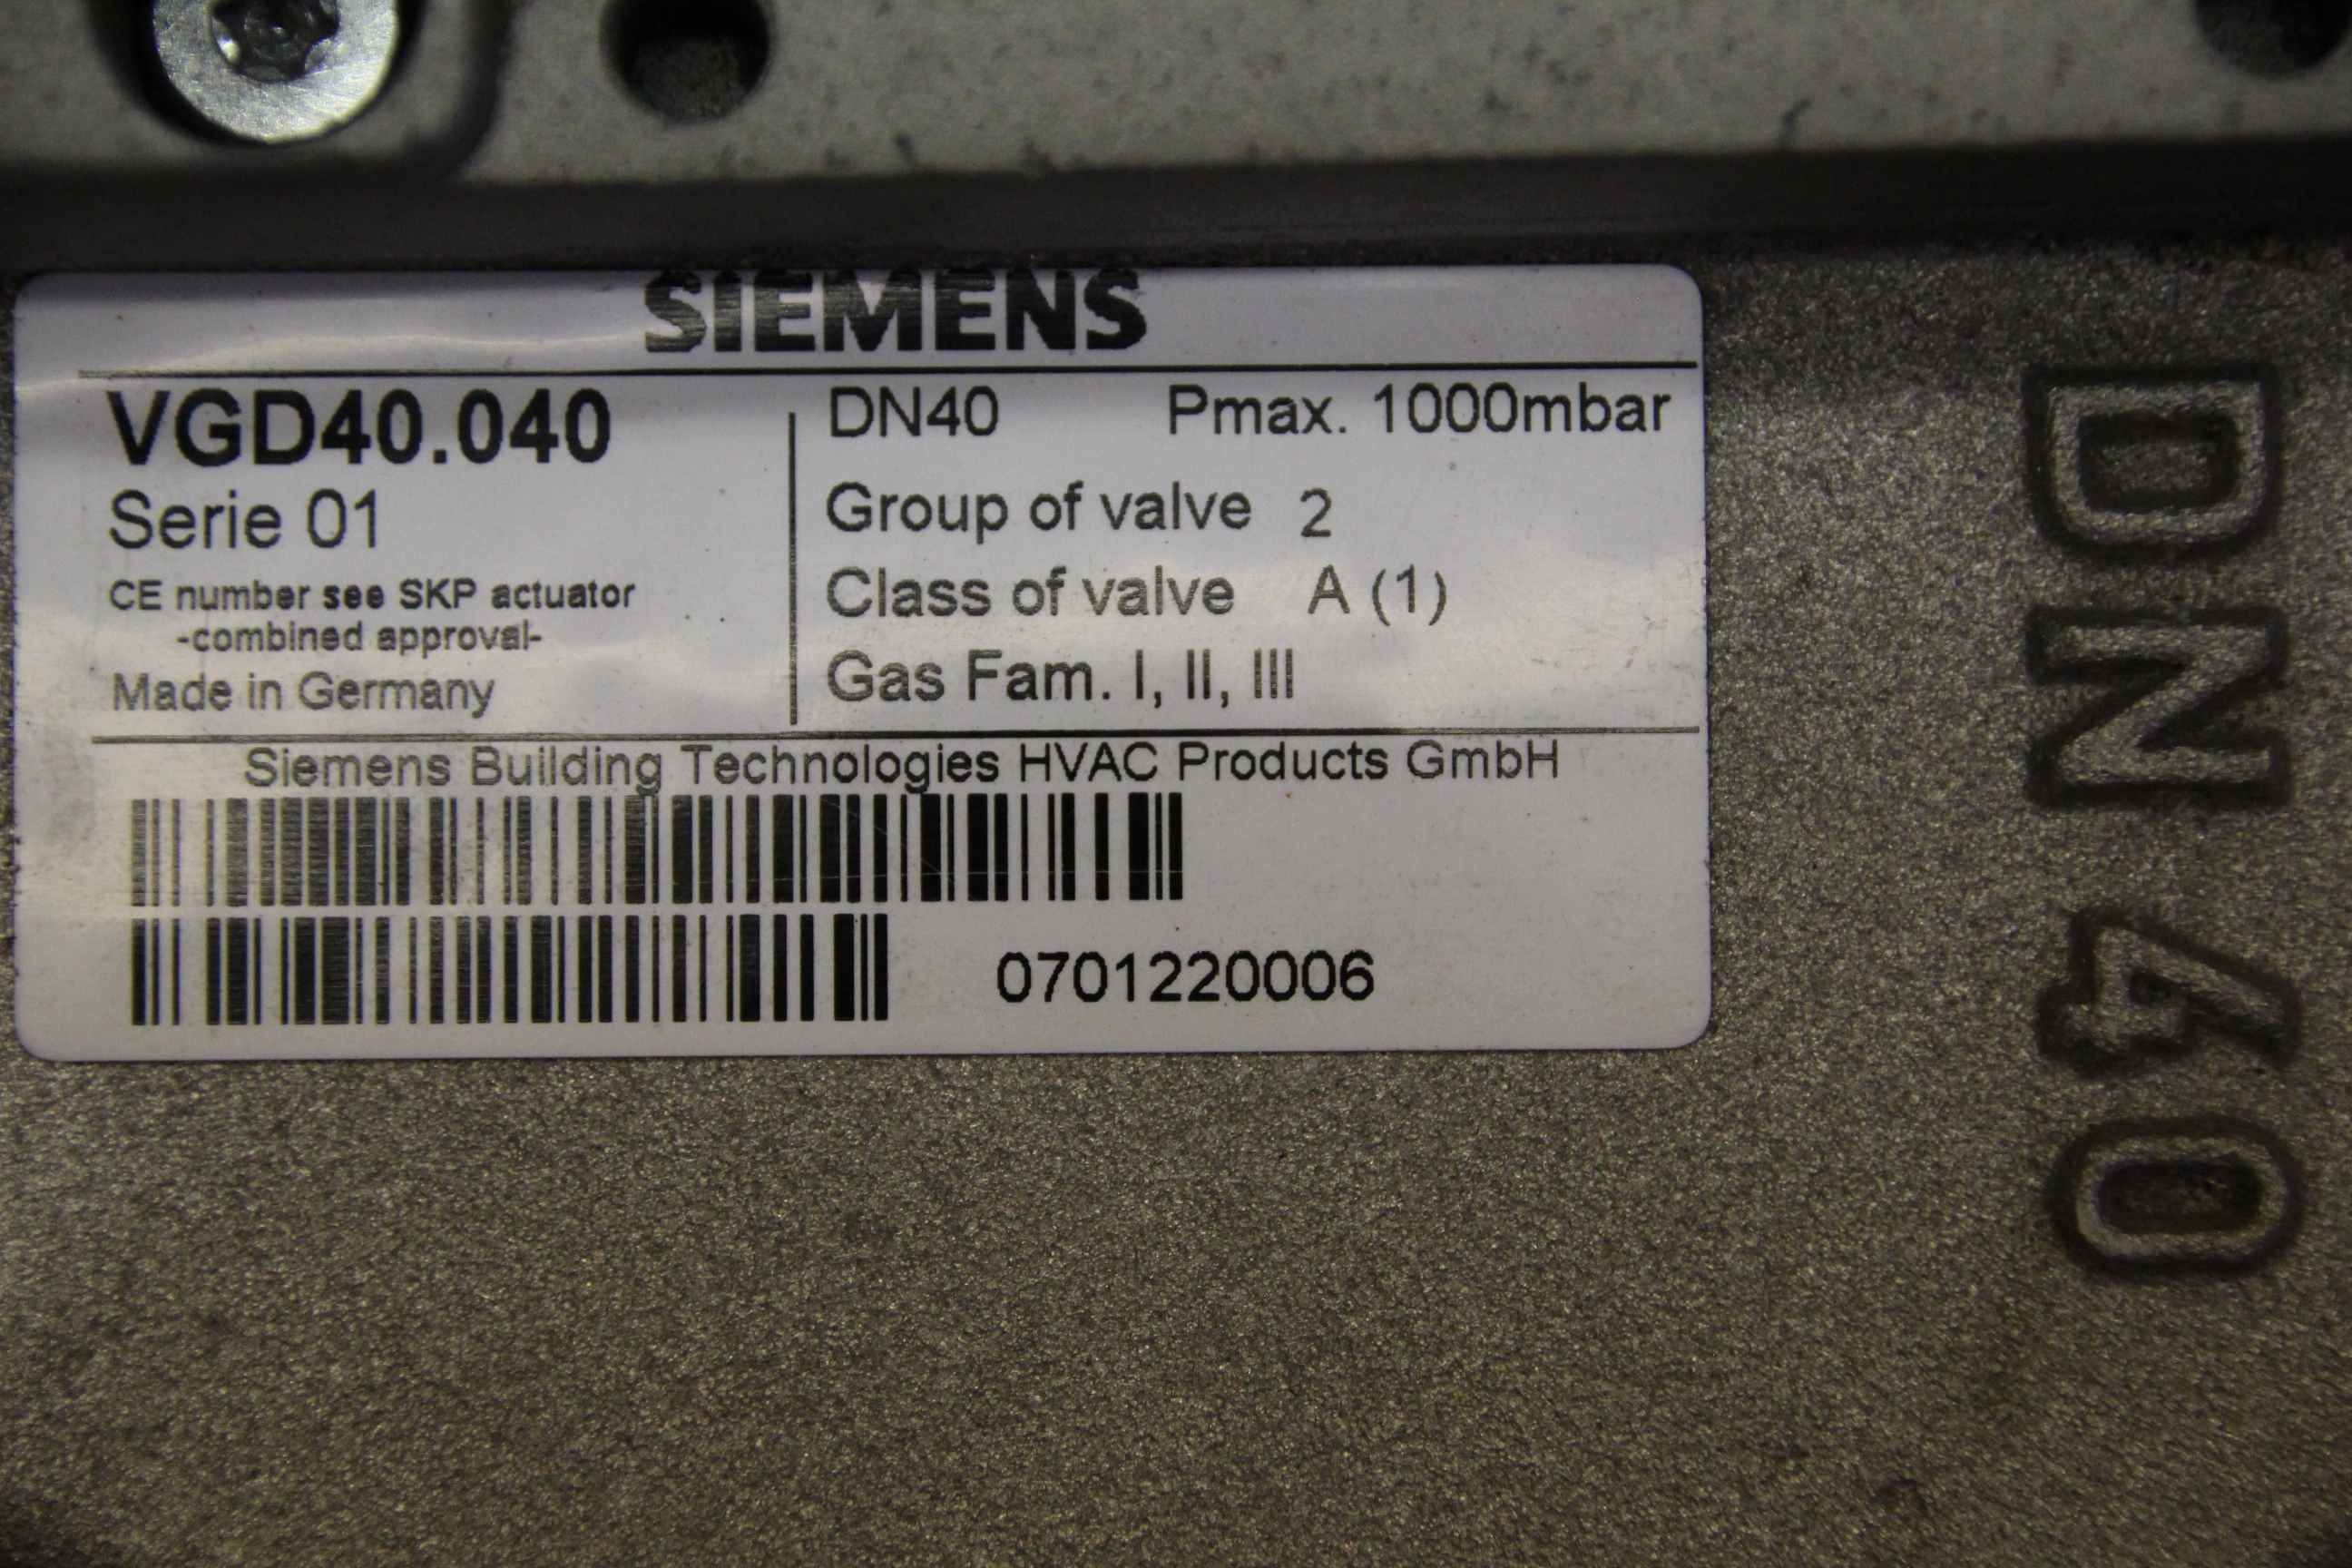 SIEMENS
VGD40.040
Serie 01
CE number see SKP actuator
-combined approval-
Made in Germany
DN40 Pmax. 1000mbar
Group of valve 2
Class of valve A (1)
Gas Fam. I, II, III
Siemens Building Technologies HVAC Products GmbH
0701220006
DN 40